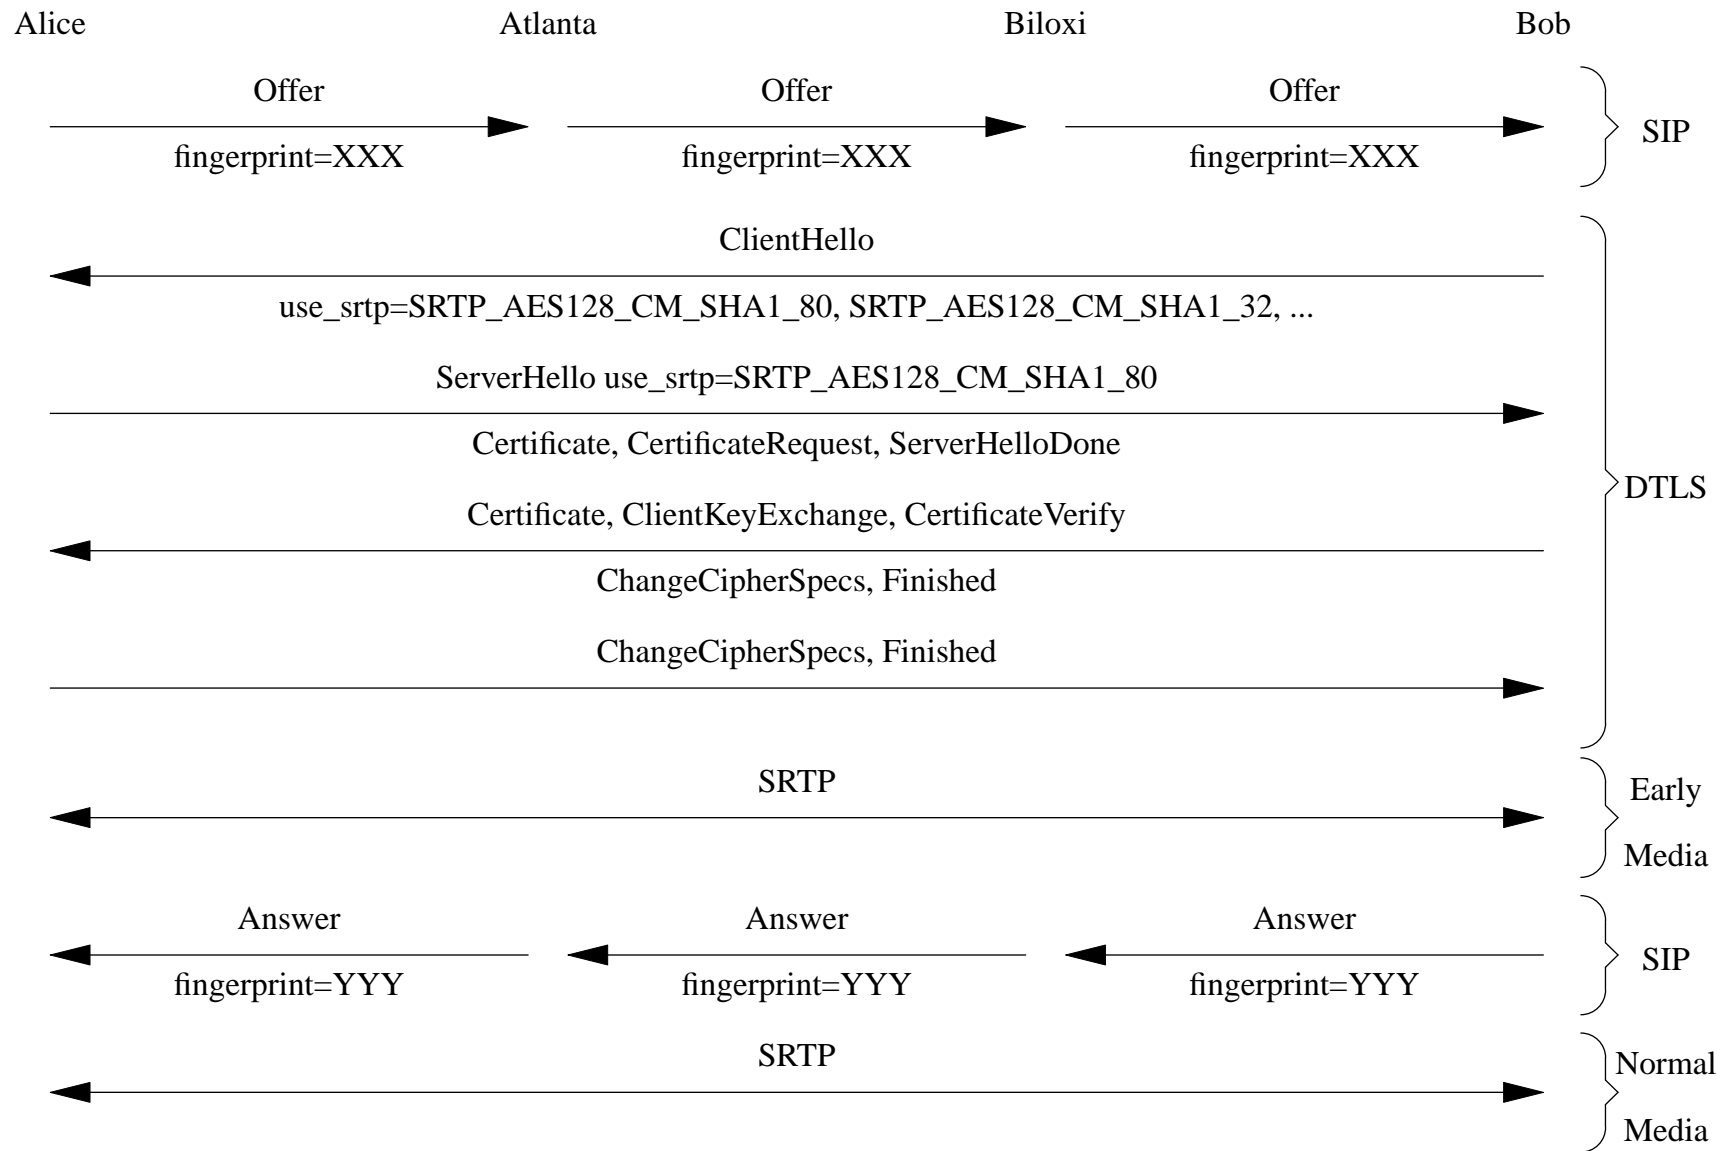 Alice Atlanta Biloxi Bob
Offer Offer Offer
fingerprint=XXX fingerprint=XXX fingerprint=XXX
SIP
ClientHello
use_srtp=SRTP_AES128_CM_SHA1_80, SRTP_AES128_CM_SHA1_32, ...
ServerHello use_srtp=SRTP_AES128_CM_SHA1_80
Certificate, CertificateRequest, ServerHelloDone
DTLS
Certificate, ClientKeyExchange, CertificateVerify
ChangeCipherSpecs, Finished
ChangeCipherSpecs, Finished
SRTP
Early
Media
Answer Answer Answer
fingerprint=YYY fingerprint=YYY fingerprint=YYY
SIP
SRTP
Normal
Media